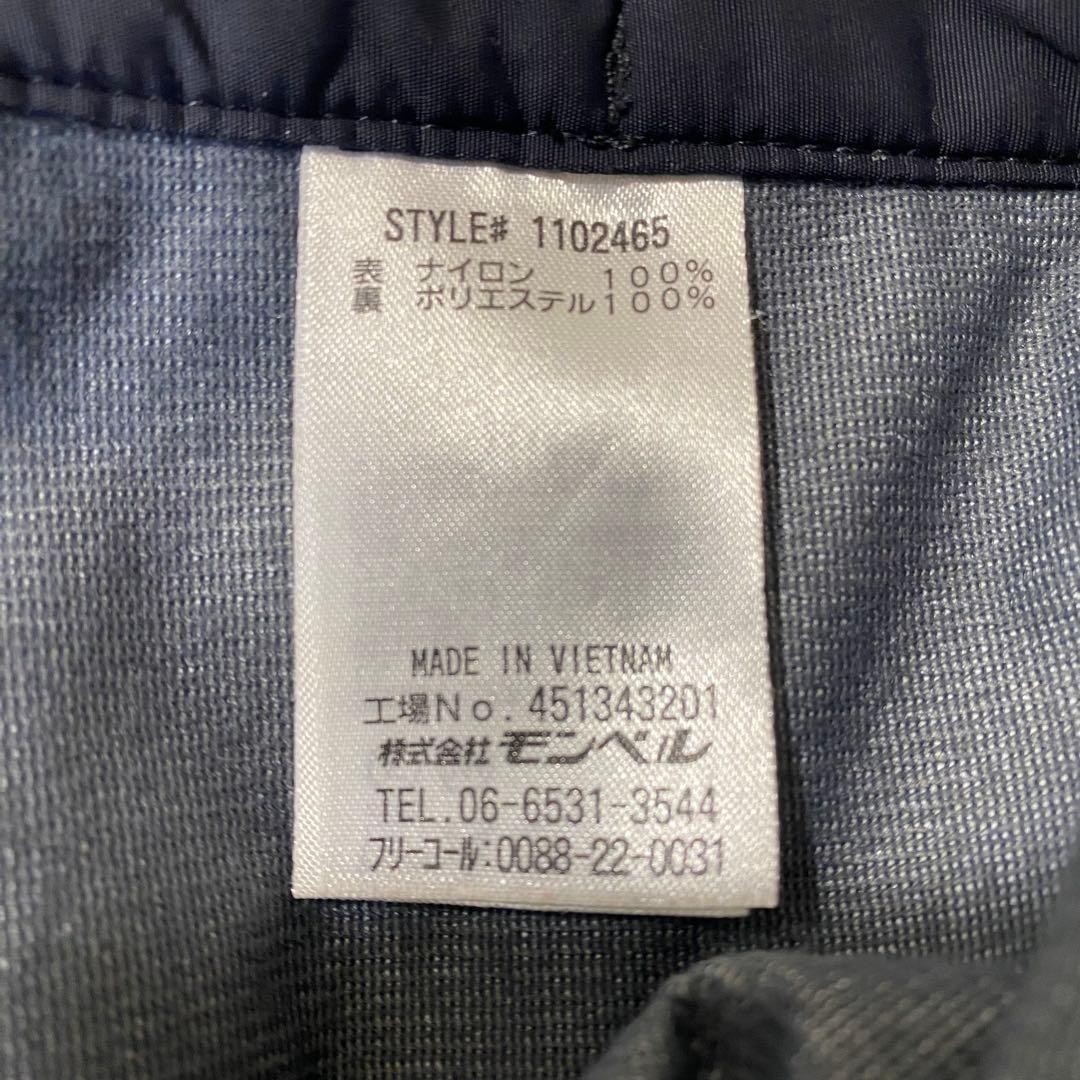 STYLE# 1102465
表 ナイロン 100%
裏 ポリエステル100%
MADE IN VIETNAM
工場No.451343201
株式会社モンベル
TEL.06-6531-3544
フリーコール:0088-22-0031